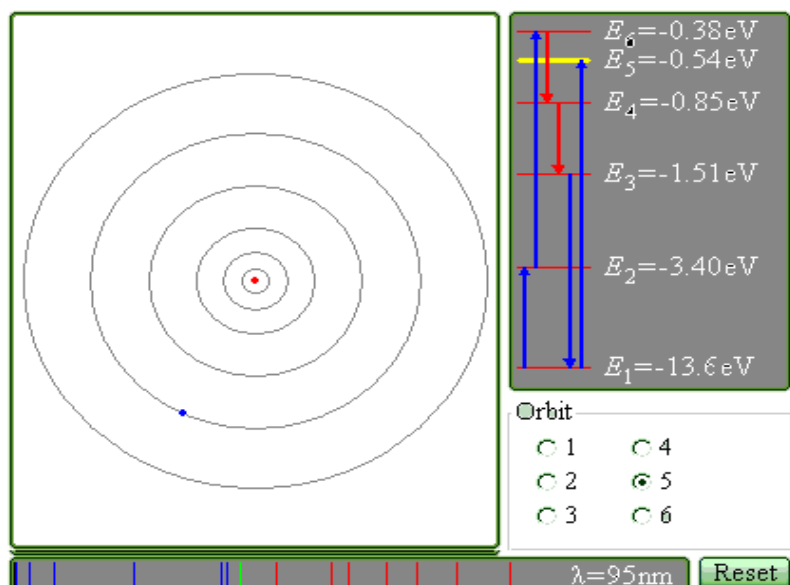 E₆=-0.38eV
E₅=-0.54eV
E₄=-0.85eV
E₃=-1.51eV
E₂=-3.40eV
E₁=-13.6eV
Orbit
1 4
2 5
3 6
λ=95nm Reset